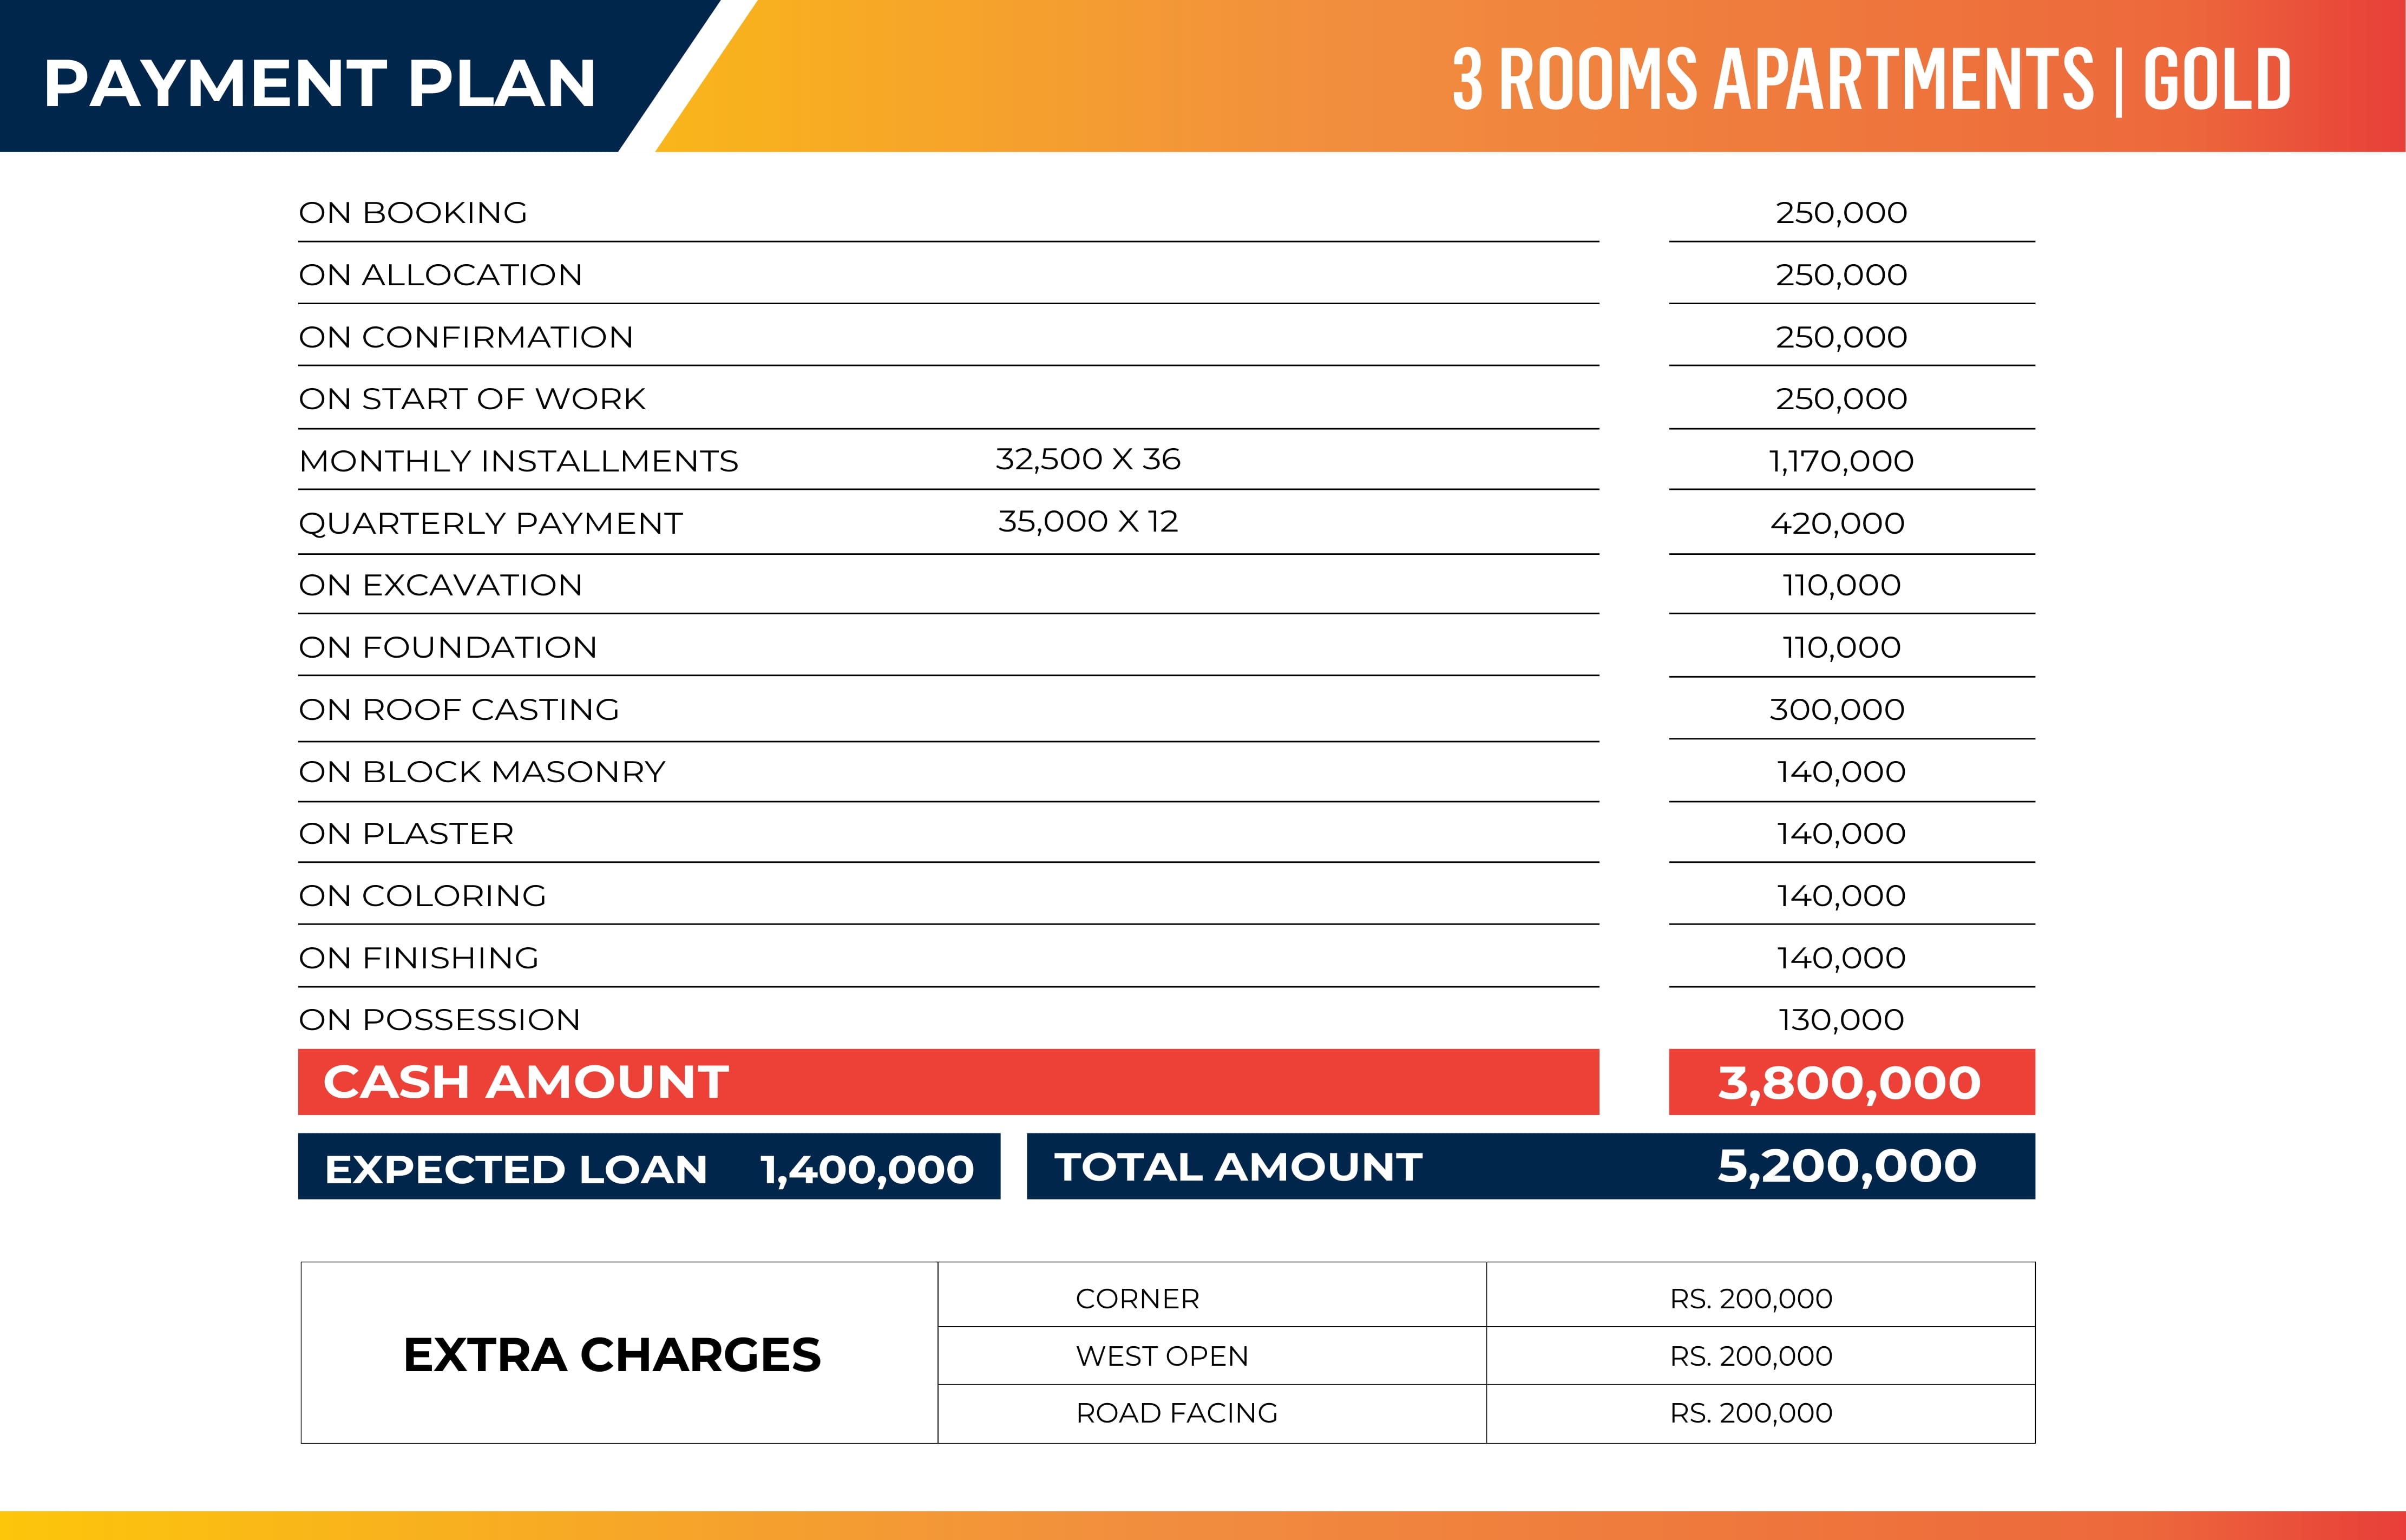 PAYMENT PLAN
3 ROOMS APARTMENTS | GOLD
ON BOOKING 250,000
ON ALLOCATION 250,000
ON CONFIRMATION 250,000
ON START OF WORK 250,000
MONTHLY INSTALLMENTS 32,500 X 36 1,170,000
QUARTERLY PAYMENT 35,000 X 12 420,000
ON EXCAVATION 110,000
ON FOUNDATION 110,000
ON ROOF CASTING 300,000
ON BLOCK MASONRY 140,000
ON PLASTER 140,000
ON COLORING 140,000
ON FINISHING 140,000
ON POSSESSION 130,000
CASH AMOUNT 3,800,000
EXPECTED LOAN 1,400,000 TOTAL AMOUNT 5,200,000
EXTRA CHARGES
CORNER RS. 200,000
WEST OPEN RS. 200,000
ROAD FACING RS. 200,000